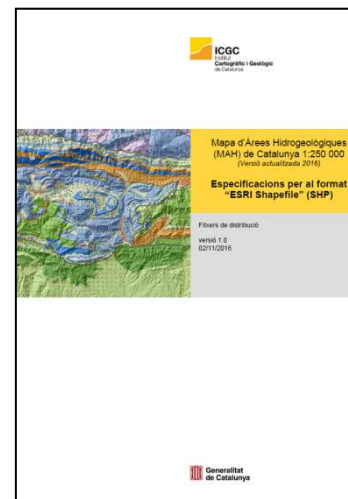 ICGC
Institut
Cartogràfic i Geològic
de Catalunya
Mapa d'Àrees Hidrogeològiques
(MAH) de Catalunya 1:250 000
(Versió actualitzada 2016)
Especificacions per al format
“ESRI Shapefile” (SHP)
Fitxers de distribució
versió 1.0
02/11/2016
Generalitat
de Catalunya